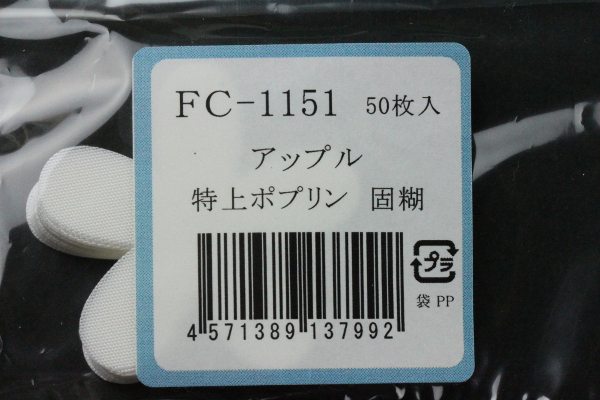 FC-1151 50枚入
アップル
特上ポプリン 固糊
プラ
袋 PP
4 571389 137992